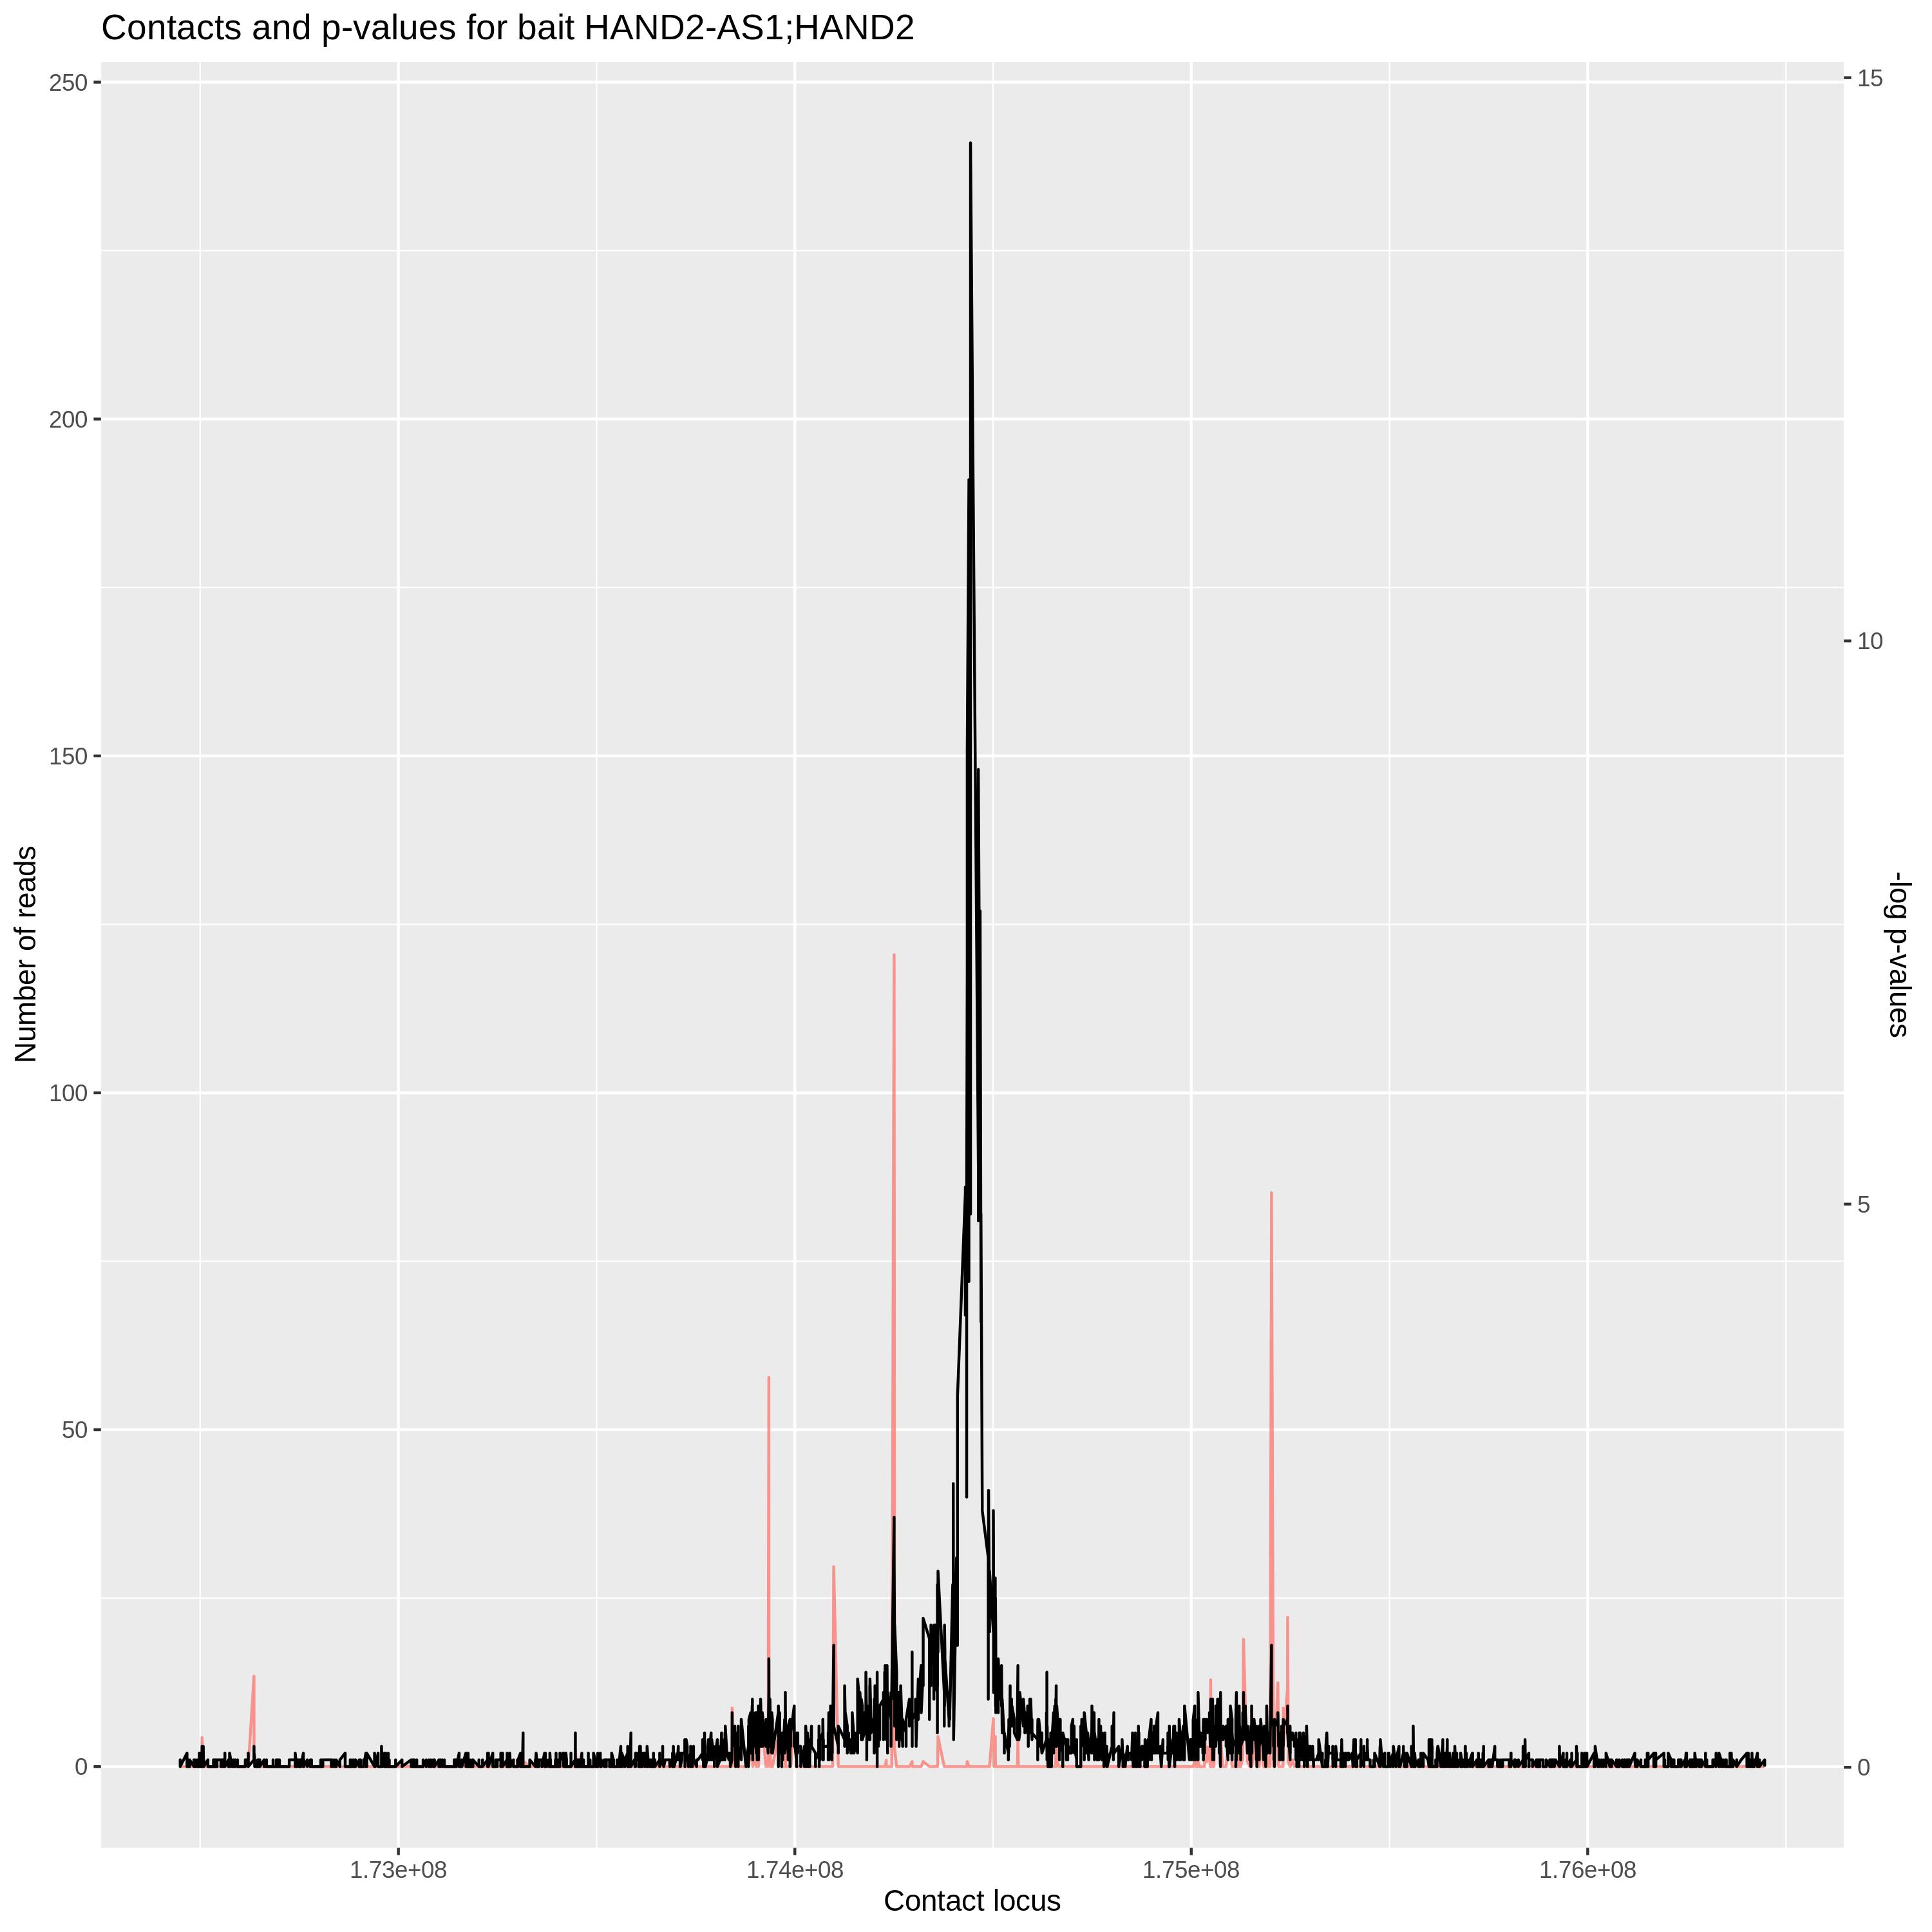 Contacts and p-values for bait HAND2-AS1;HAND2
250
200
150
100
50
0
Number of reads
15
10
5
0
-log p-values
1.73e+08 1.74e+08 1.75e+08 1.76e+08
Contact locus